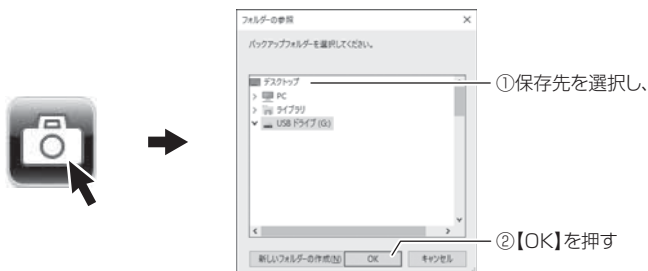 フォルダーの参照
バックアップフォルダーを選択してください。
デスクトップ
PC
ライブラリ
USB ドライブ (G:)
新しいフォルダーの作成(N)
OK
キャンセル
①保存先を選択し、
②【OK】を押す